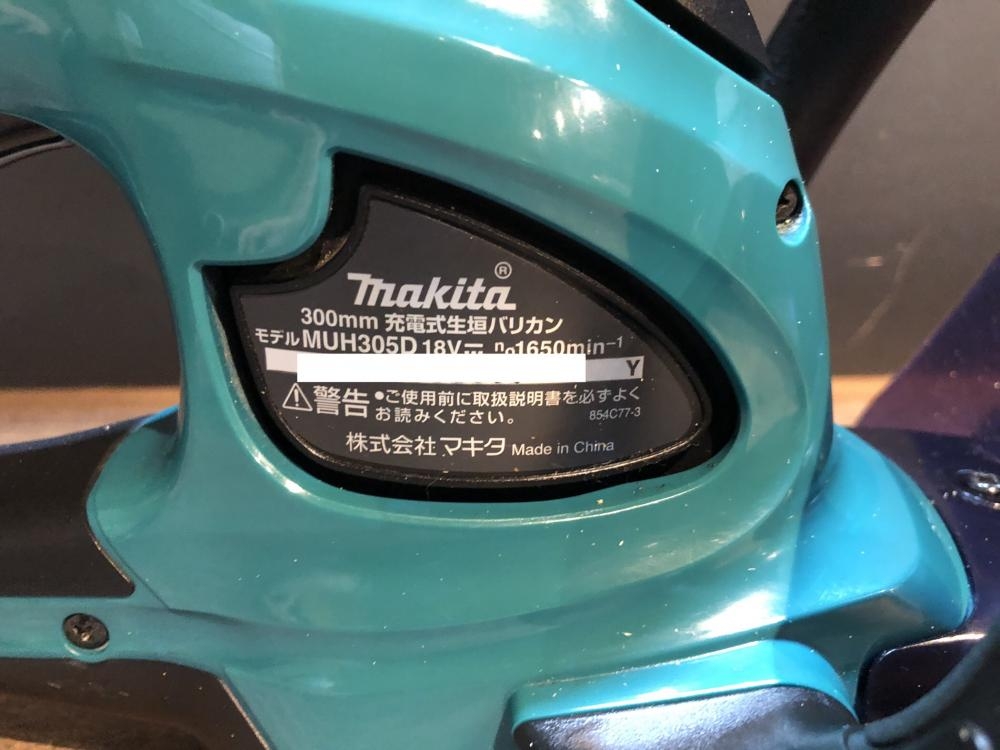 makita®
300mm 充電式生垣バリカン
モデル MUH305D 18V⎓ n₀1650min⁻¹
Y
⚠警告 •ご使用前に取扱説明書を必ずよく
お読みください。
854C77-3
株式会社 マキタ Made in China